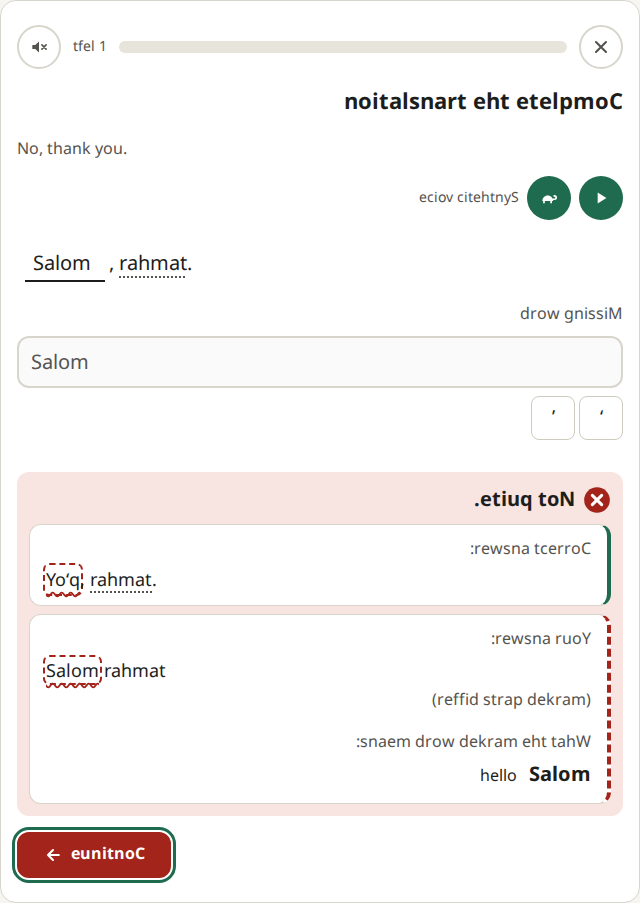 tfel 1
noitalsnart eht etelpmoC
No, thank you.
eciov citehtnyS
Salom , rahmat.
drow gnissiM
Salom
ʼ ʻ
.etiuq toN
:rewsna tcerroC
Yoʻq, rahmat.
:rewsna ruoY
Salom rahmat
(reffid strap dekram)
:snaem drow dekram eht tahW
hello Salom
eunitnoC